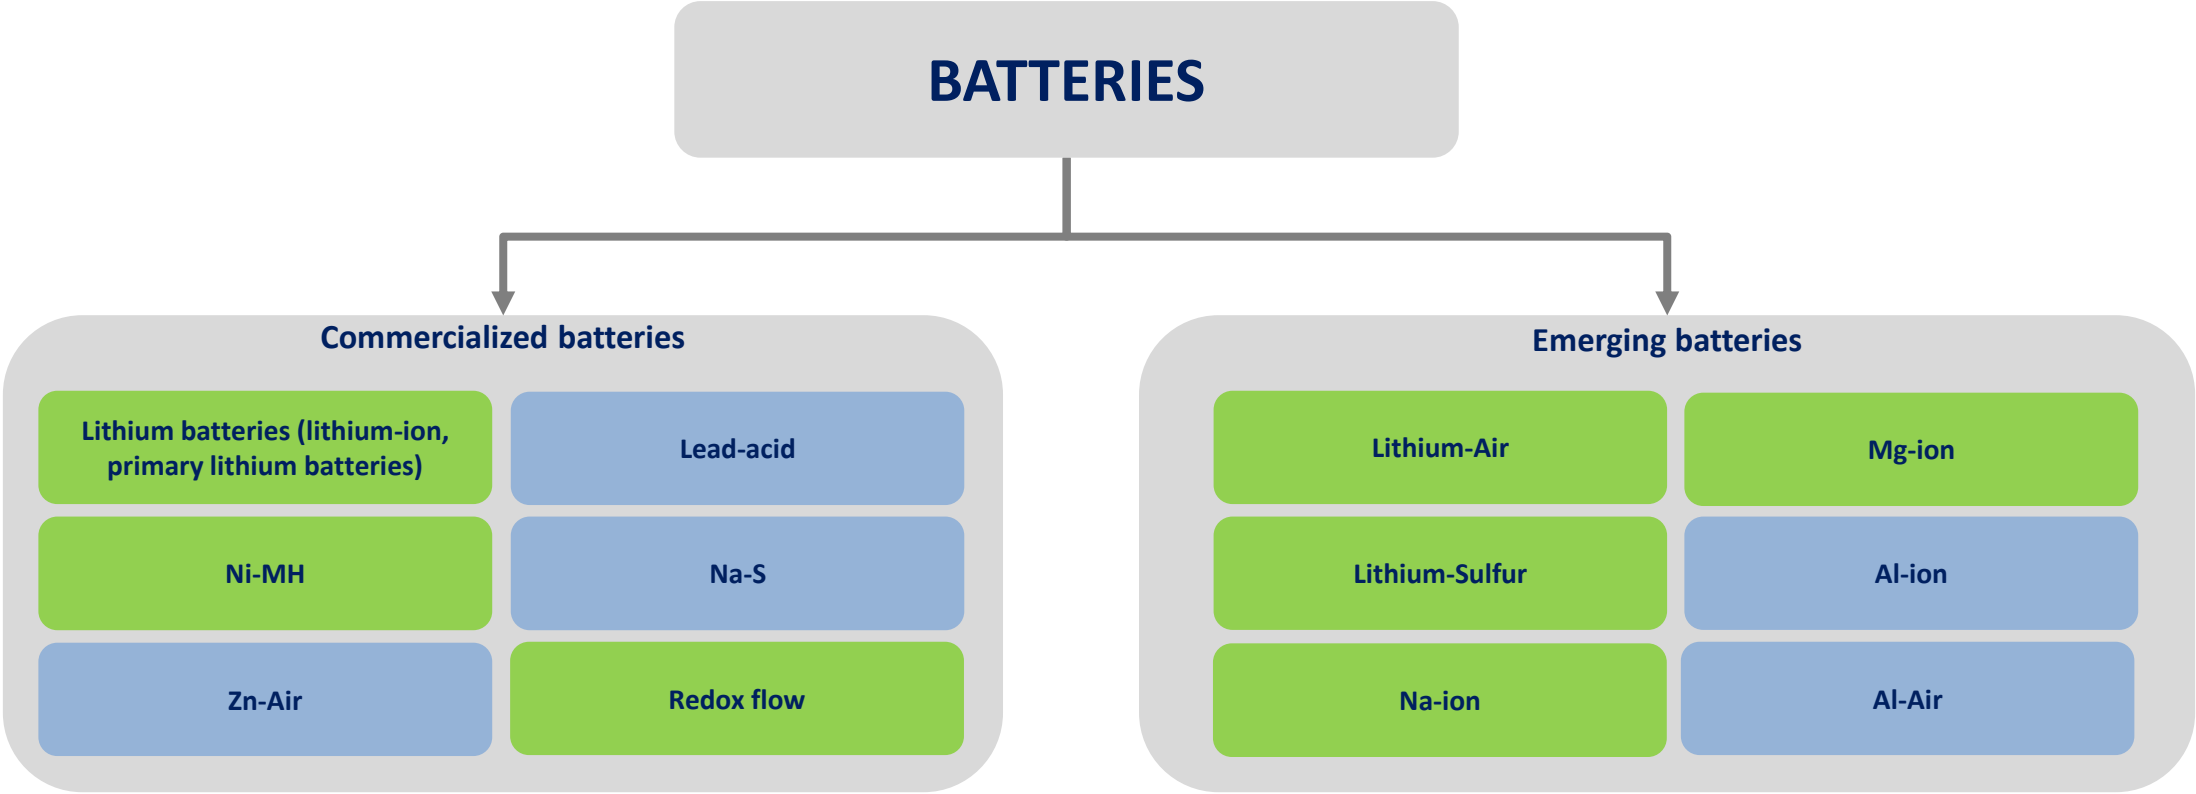 BATTERIES
Commercialized batteries
Lithium batteries (lithium-ion,
primary lithium batteries)
Lead-acid
Ni-MH
Na-S
Zn-Air
Redox flow
Emerging batteries
Lithium-Air
Mg-ion
Lithium-Sulfur
Al-ion
Na-ion
Al-Air